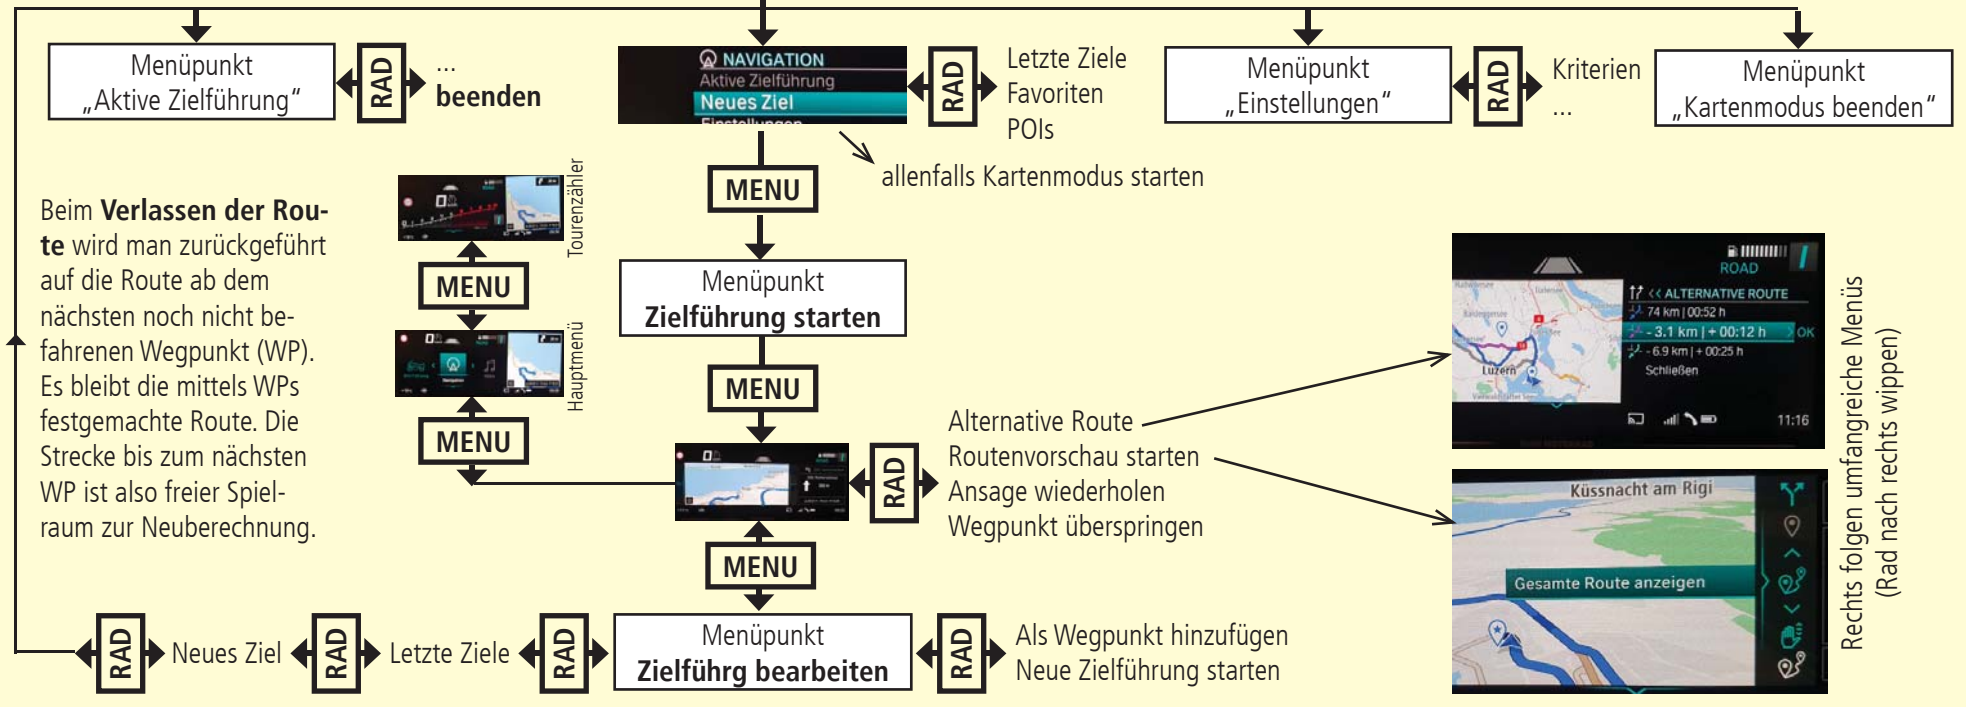 Menüpunkt
„Aktive Zielführung“
RAD
...
beenden
NAVIGATION
Aktive Zielführung
Neues Ziel
Einstellungen
RAD
Letzte Ziele
Favoriten
POIs
allenfalls Kartenmodus starten
Menüpunkt
„Einstellungen“
RAD
Kriterien
...
Menüpunkt
„Kartenmodus beenden“
Beim Verlassen der Rou-
te wird man zurückgeführt
auf die Route ab dem
nächsten noch nicht be-
fahrenen Wegpunkt (WP).
Es bleibt die mittels WPs
festgemachte Route. Die
Strecke bis zum nächsten
WP ist also freier Spiel-
raum zur Neuberechnung.
Tourenzähler
MENU
Navigation
Hauptmenü
MENU
MENU
Menüpunkt
Zielführung starten
MENU
RAD
Alternative Route
Routenvorschau starten
Ansage wiederholen
Wegpunkt überspringen
MENU
ROAD
<< ALTERNATIVE ROUTE
74 km | 00:52 h
- 3.1 km | + 00:12 h
OK
- 6.9 km | + 00:25 h
Schließen
Luzern
11:16
Küssnacht am Rigi
Gesamte Route anzeigen
Rechts folgen umfangreiche Menüs
(Rad nach rechts wippen)
RAD
Neues Ziel
RAD
Letzte Ziele
RAD
Menüpunkt
Zielführg bearbeiten
RAD
Als Wegpunkt hinzufügen
Neue Zielführung starten